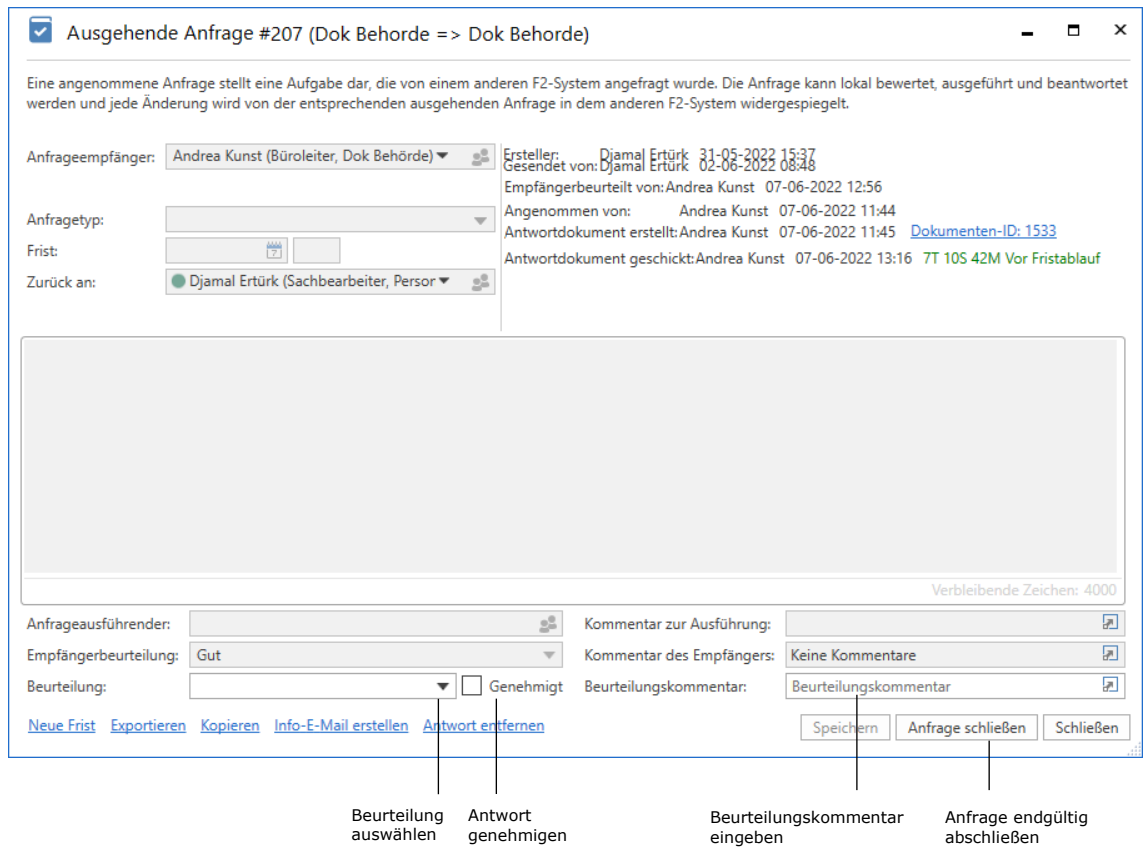 Ausgehende Anfrage #207 (Dok Behorde => Dok Behorde)
Eine angenommene Anfrage stellt eine Aufgabe dar, die von einem anderen F2-System angefragt wurde. Die Anfrage kann lokal bewertet, ausgeführt und beantwortet
werden und jede Änderung wird von der entsprechenden ausgehenden Anfrage in dem anderen F2-System widergespiegelt.
Anfrageempfänger: Andrea Kunst (Büroleiter, Dok Behörde)
Anfragetyp:
Frist: 7
Zurück an: Djamal Ertürk (Sachbearbeiter, Person
Ersteller: Djamal Ertürk 31-05-2022 15:37
Gesendet von: Djamal Ertürk 02-06-2022 08:48
Empfängerbeurteilt von: Andrea Kunst 07-06-2022 12:56
Angenommen von: Andrea Kunst 07-06-2022 11:44
Antwortdokument erstellt: Andrea Kunst 07-06-2022 11:45 Dokumenten-ID: 1533
Antwortdokument geschickt: Andrea Kunst 07-06-2022 13:16 7T 10S 42M Vor Fristablauf
Verbleibende Zeichen: 4000
Anfrageausführender: Kommentar zur Ausführung:
Empfängerbeurteilung: Gut Kommentar des Empfängers: Keine Kommentare
Beurteilung: Genehmigt Beurteilungskommentar: Beurteilungskommentar
Neue Frist Exportieren Kopieren Info-E-Mail erstellen Antwort entfernen Speichern Anfrage schließen Schließen
Beurteilung
auswählen
Antwort
genehmigen
Beurteilungskommentar
eingeben
Anfrage endgültig
abschließen